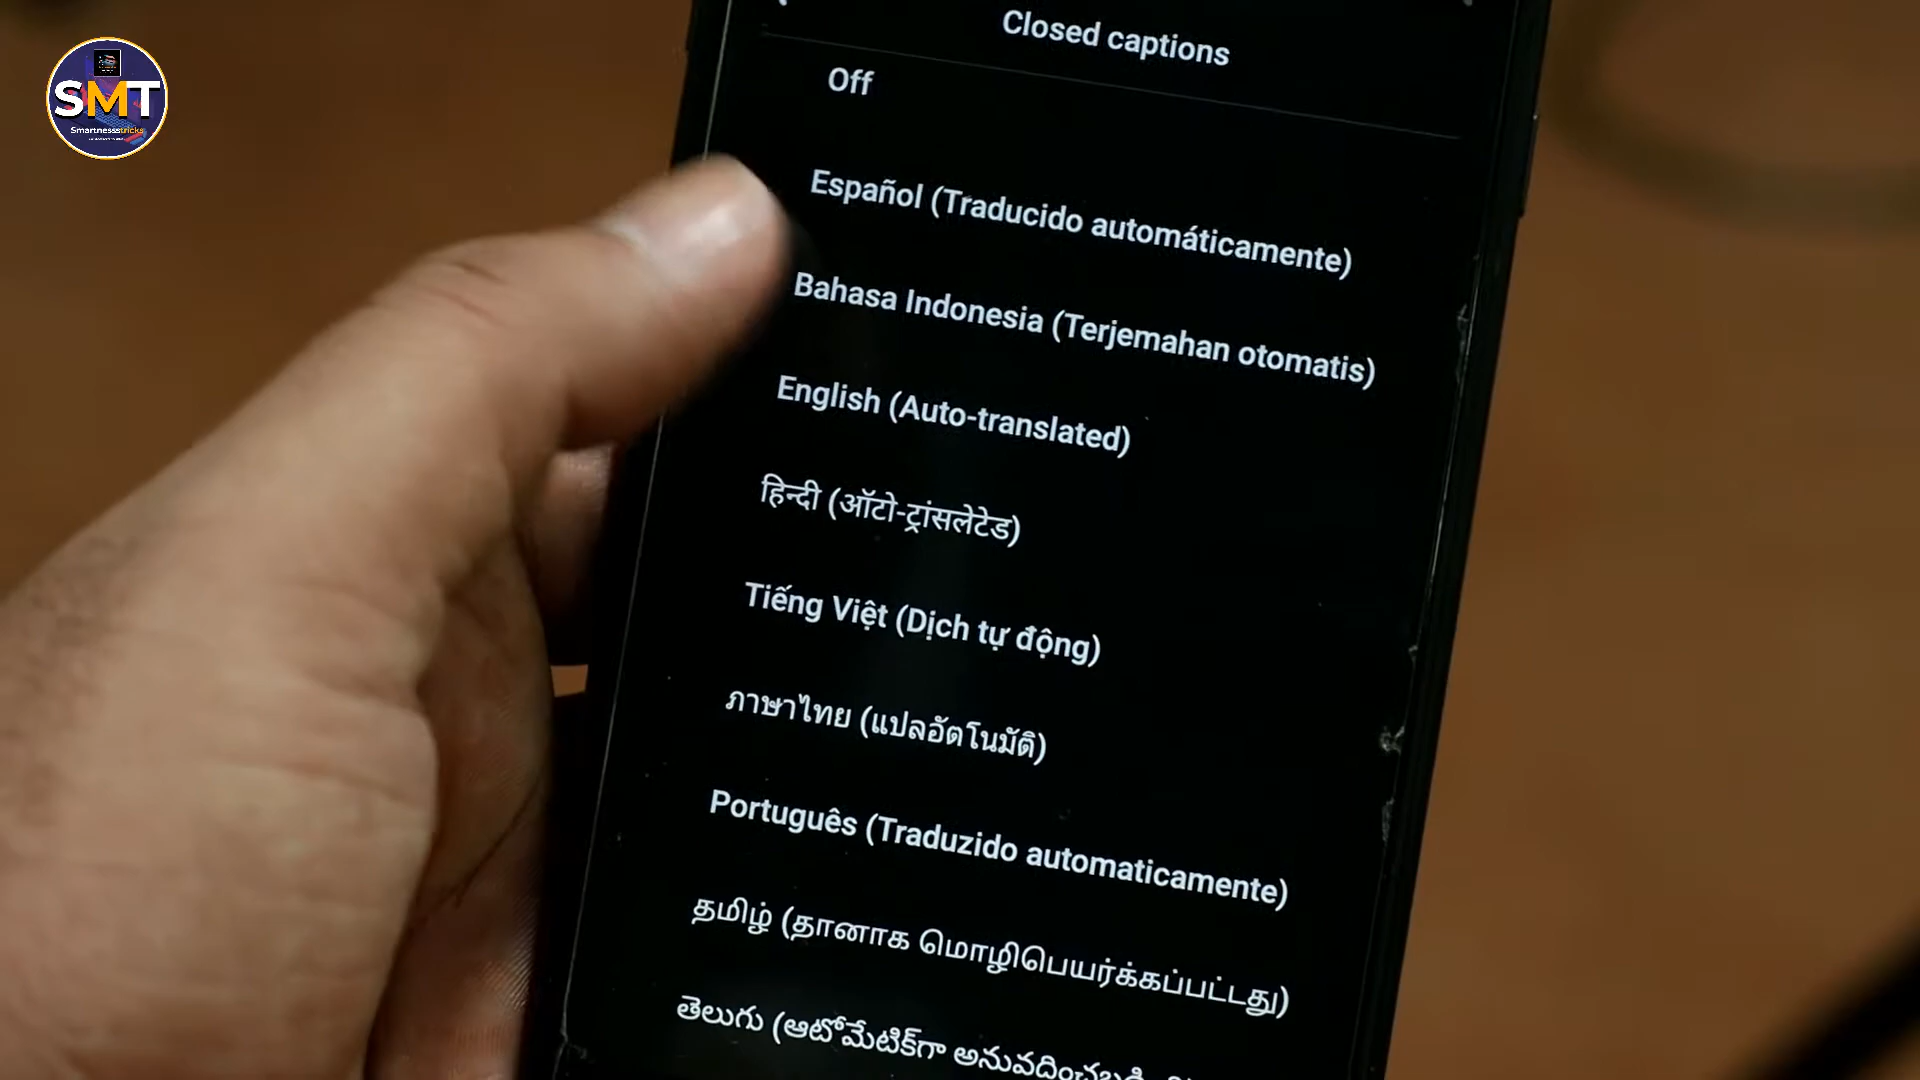 SMT
Smartnessstricks
Closed captions
Off
Español (Traducido automáticamente)
Bahasa Indonesia (Terjemahan otomatis)
English (Auto-translated)
हिन्दी (ऑटो-ट्रांसलेटेड)
Tiếng Việt (Dịch tự động)
ภาษาไทย (แปลอัตโนมัติ)
Português (Traduzido automaticamente)
தமிழ் (தானாக மொழிபெயர்க்கப்பட்டது)
తెలుగు (ఆటోమేటిక్‌గా